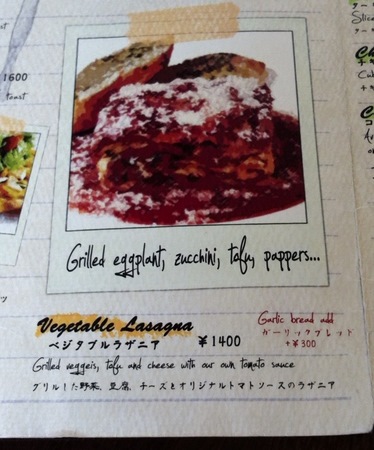 1600
toast
Grilled eggplant, zucchini, tofu, pappers...
Vegetable Lasagna
ベジタブルラザニア
¥1400
Garlic bread add
ガーリックブレッド
+¥300
Grilled veggeis, tofu and cheese with our own tomato sauce
グリルした野菜、豆腐、チーズとオリジナルトマトソースのラザニア